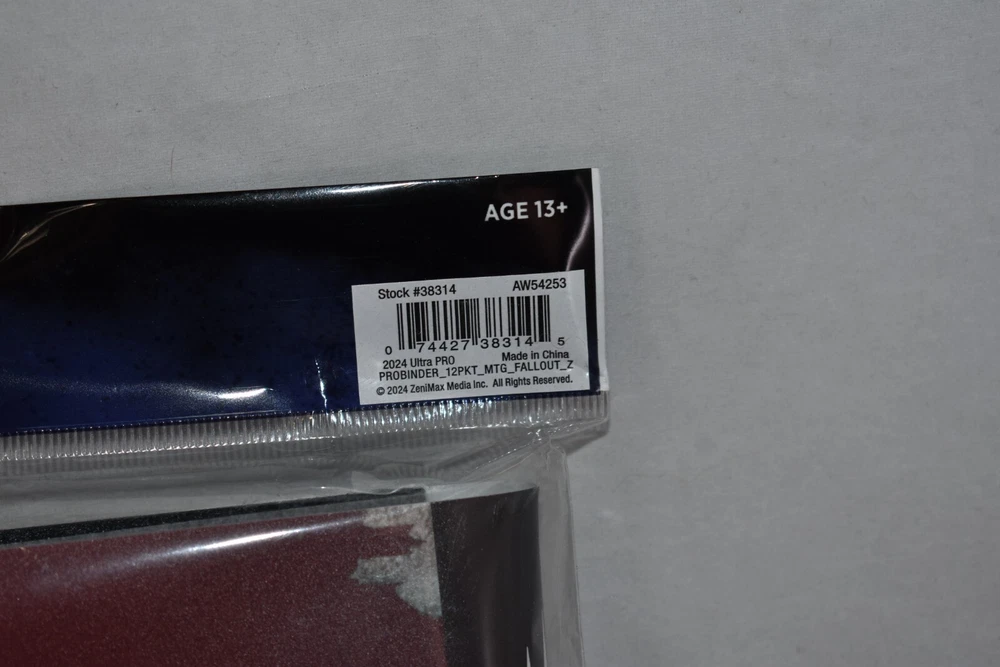 AGE 13+
Stock #38314 AW54253
0 74427 38314 5
2024 Ultra PRO Made in China
PROBINDER_12PKT_MTG_FALLOUT_Z
© 2024 ZeniMax Media Inc. All Rights Reserved.